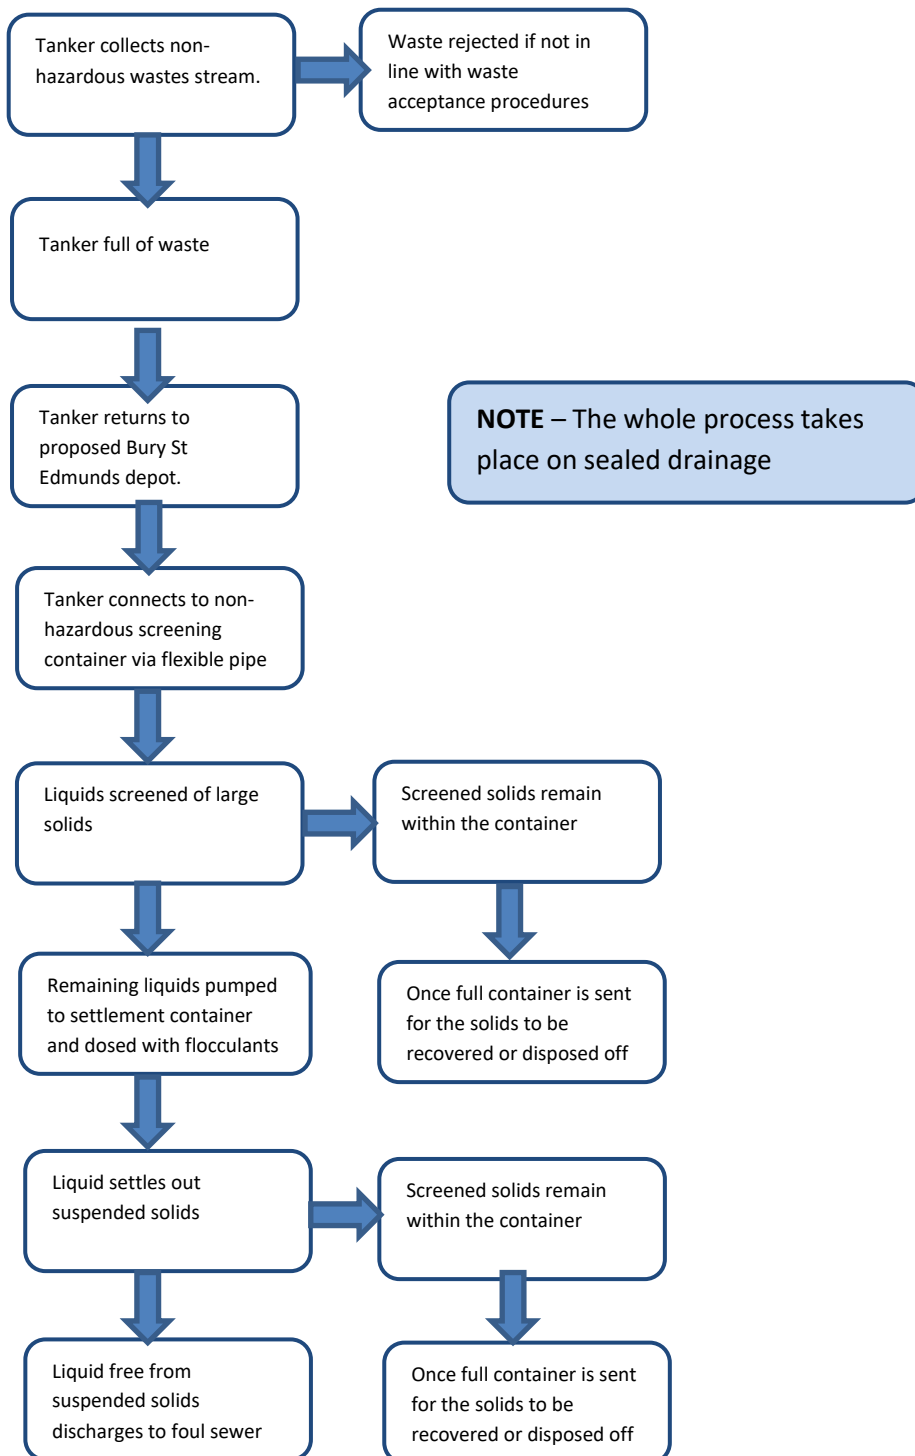 Tanker collects non-
hazardous wastes stream.
Waste rejected if not in
line with waste
acceptance procedures
Tanker full of waste
Tanker returns to
proposed Bury St
Edmunds depot.
NOTE – The whole process takes
place on sealed drainage
Tanker connects to non-
hazardous screening
container via flexible pipe
Liquids screened of large
solids
Screened solids remain
within the container
Remaining liquids pumped
to settlement container
and dosed with flocculants
Once full container is sent
for the solids to be
recovered or disposed off
Liquid settles out
suspended solids
Screened solids remain
within the container
Liquid free from
suspended solids
discharges to foul sewer
Once full container is sent
for the solids to be
recovered or disposed off